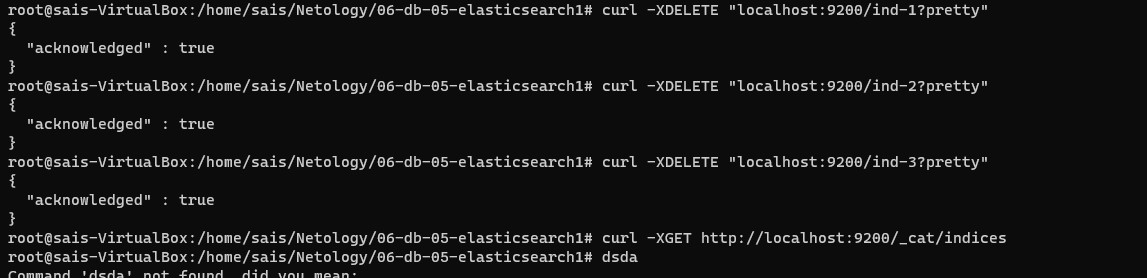 root@sais-VirtualBox:/home/sais/Netology/06-db-05-elasticsearch1# curl -XDELETE "localhost:9200/ind-1?pretty"
{
  "acknowledged" : true
}
root@sais-VirtualBox:/home/sais/Netology/06-db-05-elasticsearch1# curl -XDELETE "localhost:9200/ind-2?pretty"
{
  "acknowledged" : true
}
root@sais-VirtualBox:/home/sais/Netology/06-db-05-elasticsearch1# curl -XDELETE "localhost:9200/ind-3?pretty"
{
  "acknowledged" : true
}
root@sais-VirtualBox:/home/sais/Netology/06-db-05-elasticsearch1# curl -XGET http://localhost:9200/_cat/indices
root@sais-VirtualBox:/home/sais/Netology/06-db-05-elasticsearch1# dsda
Command 'dsda' not found, did you mean: